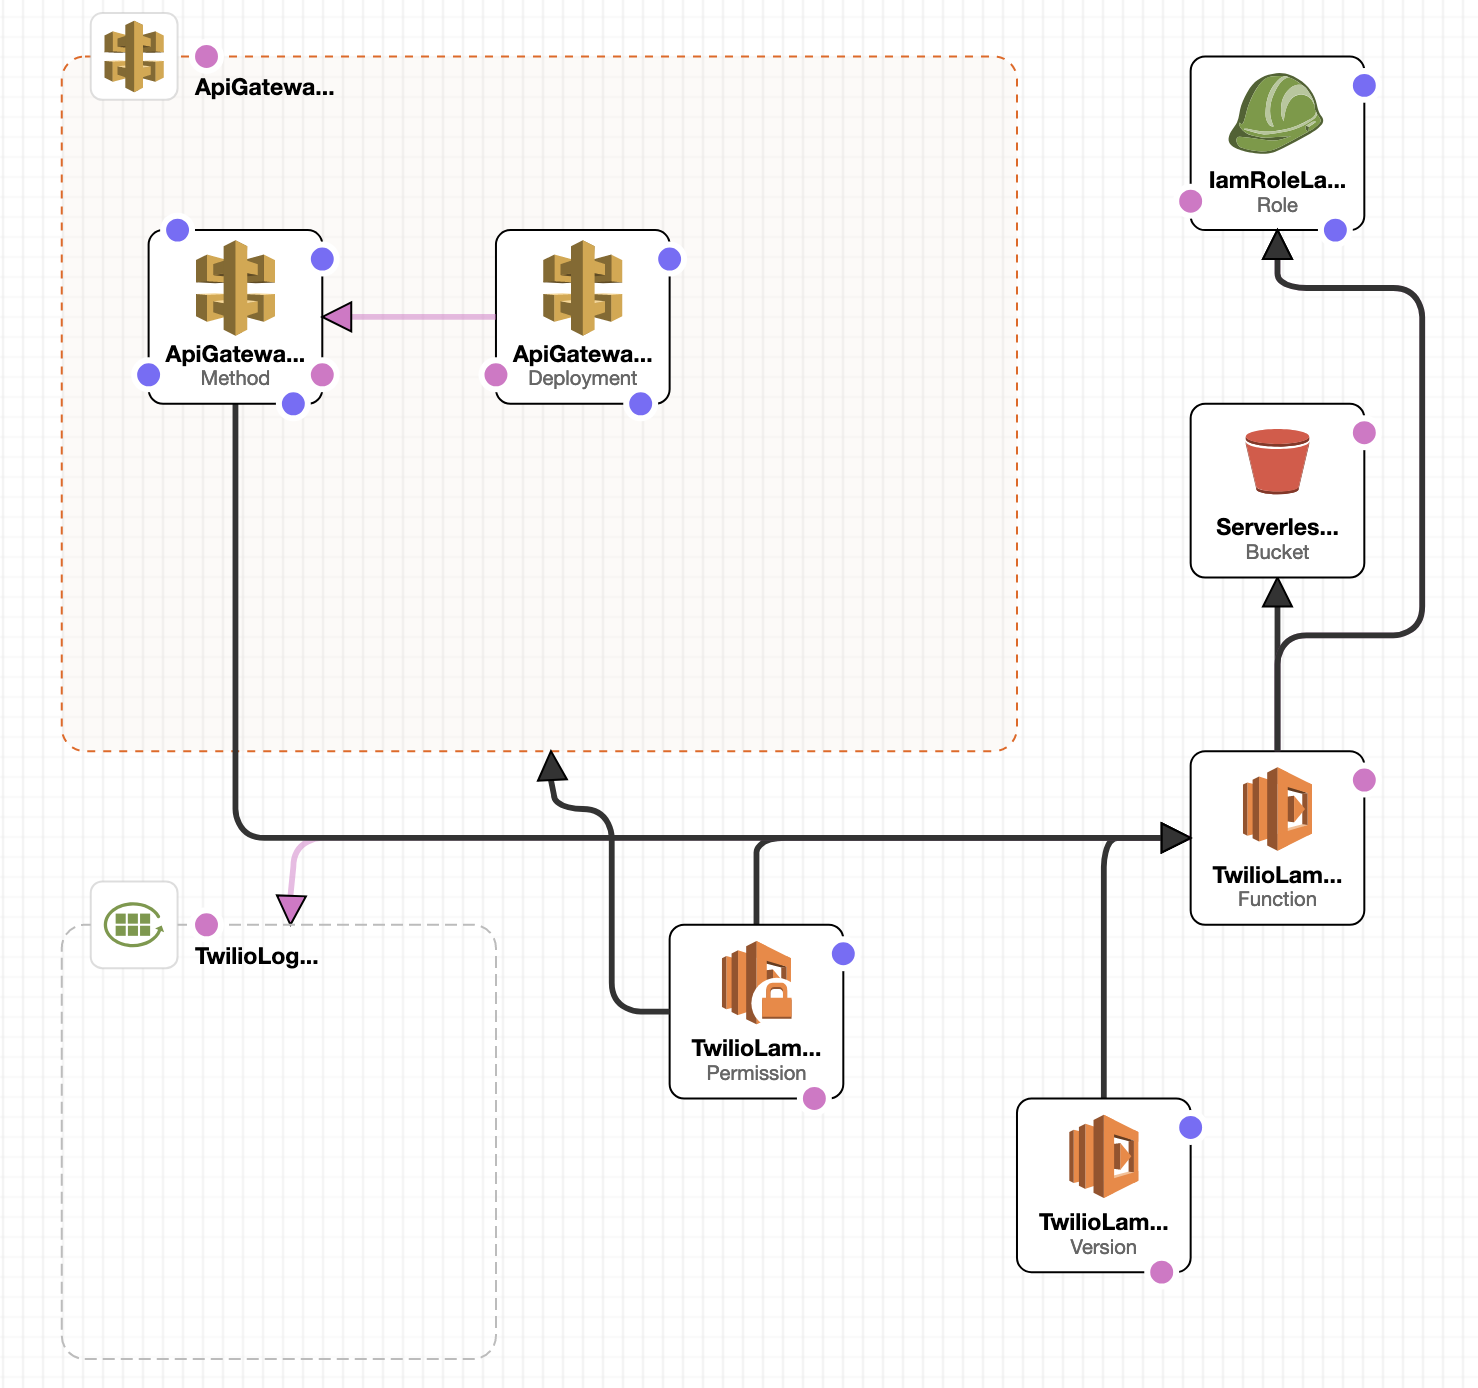 ApiGatewa...
IamRoleLa...
Role
ApiGatewa...
Method
ApiGatewa...
Deployment
Serverles...
Bucket
TwilioLam...
Function
TwilioLog...
TwilioLam...
Permission
TwilioLam...
Version